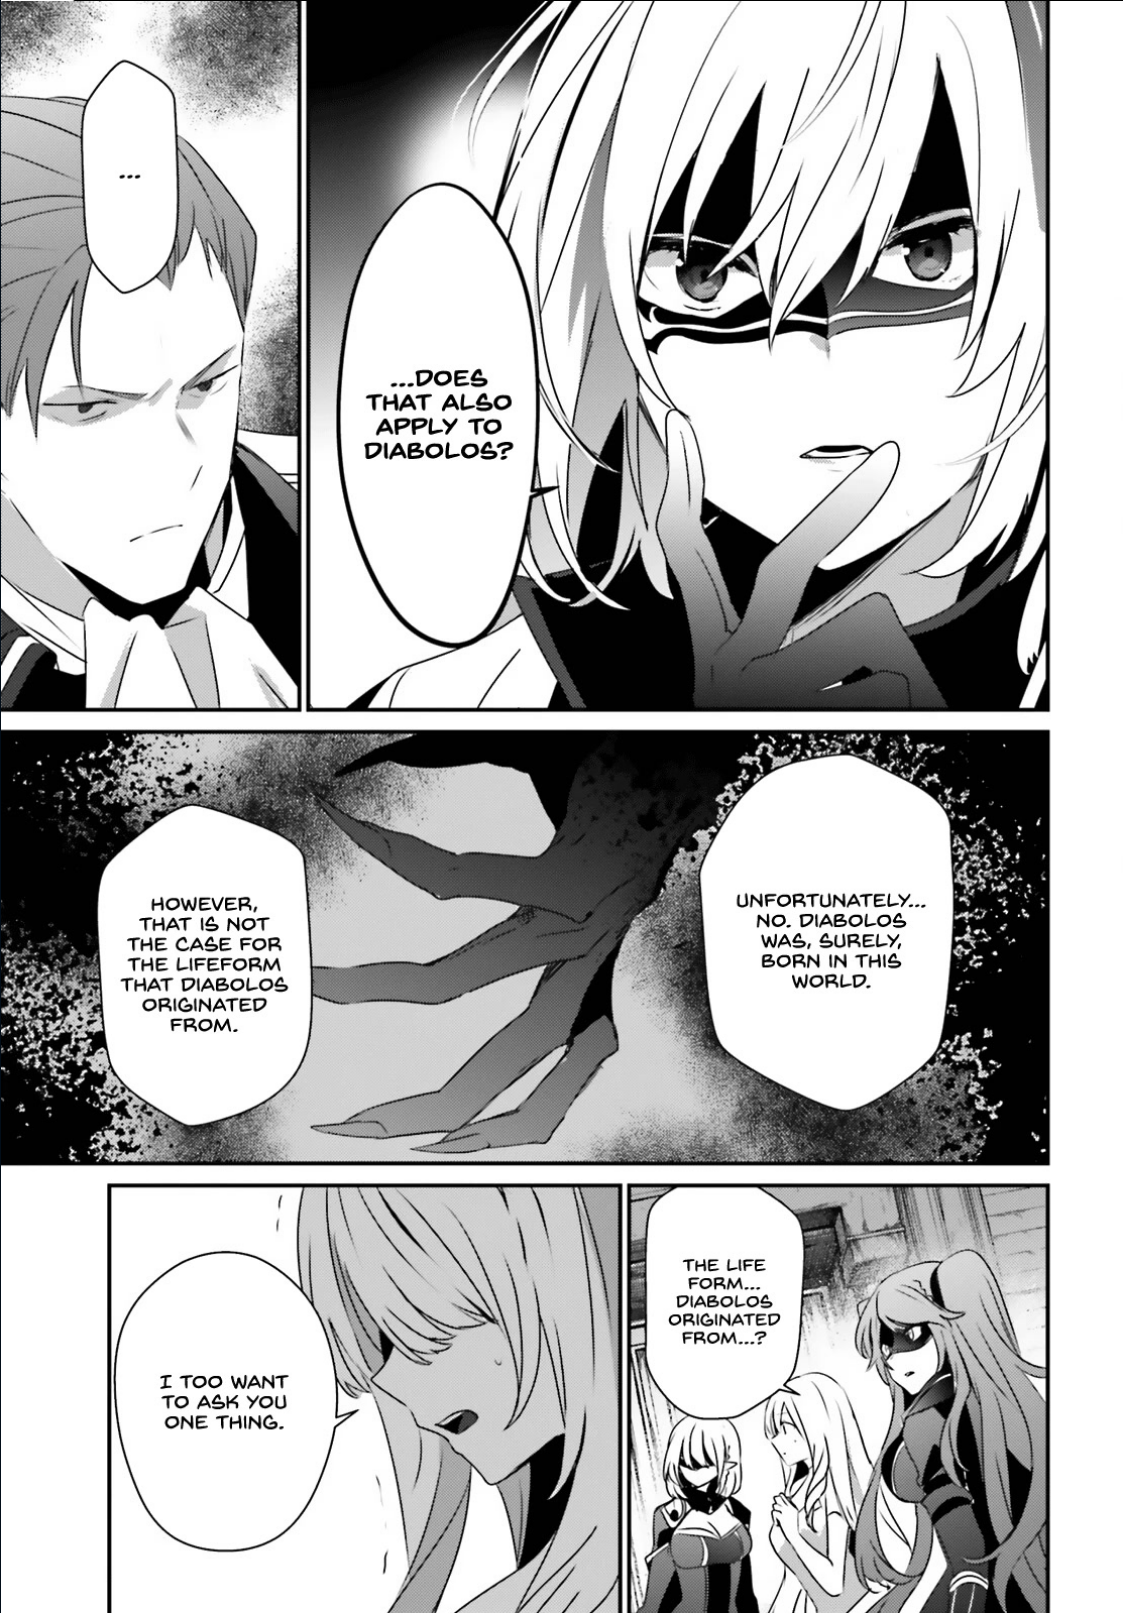 ...DOES
THAT ALSO
APPLY TO
DIABOLOS?
...
UNFORTUNATELY...
NO. DIABOLOS
WAS, SURELY,
BORN IN THIS
WORLD.
HOWEVER,
THAT IS NOT
THE CASE FOR
THE LIFEFORM
THAT DIABOLOS
ORIGINATED
FROM.
THE LIFE
FORM...
DIABOLOS
ORIGINATED
FROM...?
I TOO WANT
TO ASK YOU
ONE THING.